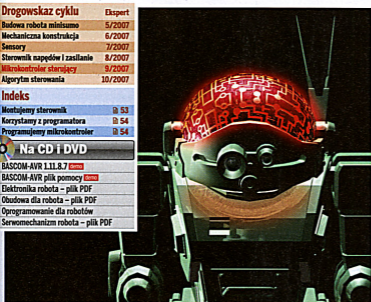 Drogowskaz cyklu Ekspert
Budowa robota minisumo 5/2007
Mechaniczna konstrukcja 6/2007
Sensory 7/2007
Sterownik napędów i zasilanie 8/2007
Mikrokontroler sterujący 9/2007
Algorytm sterowania 10/2007
Indeks
Montujemy sterownik 53
Korzystamy z programatora 54
Programujemy mikrokontroler 54
Na CD i DVD
BASCOM-AVR 1.11.8.7 demo
BASCOM-AVR plik pomocy demo
Elektronika robota – plik PDF
Obudowa dla robota – plik PDF
Oprogramowanie dla robotów
Serwomechanizm robota – plik PDF